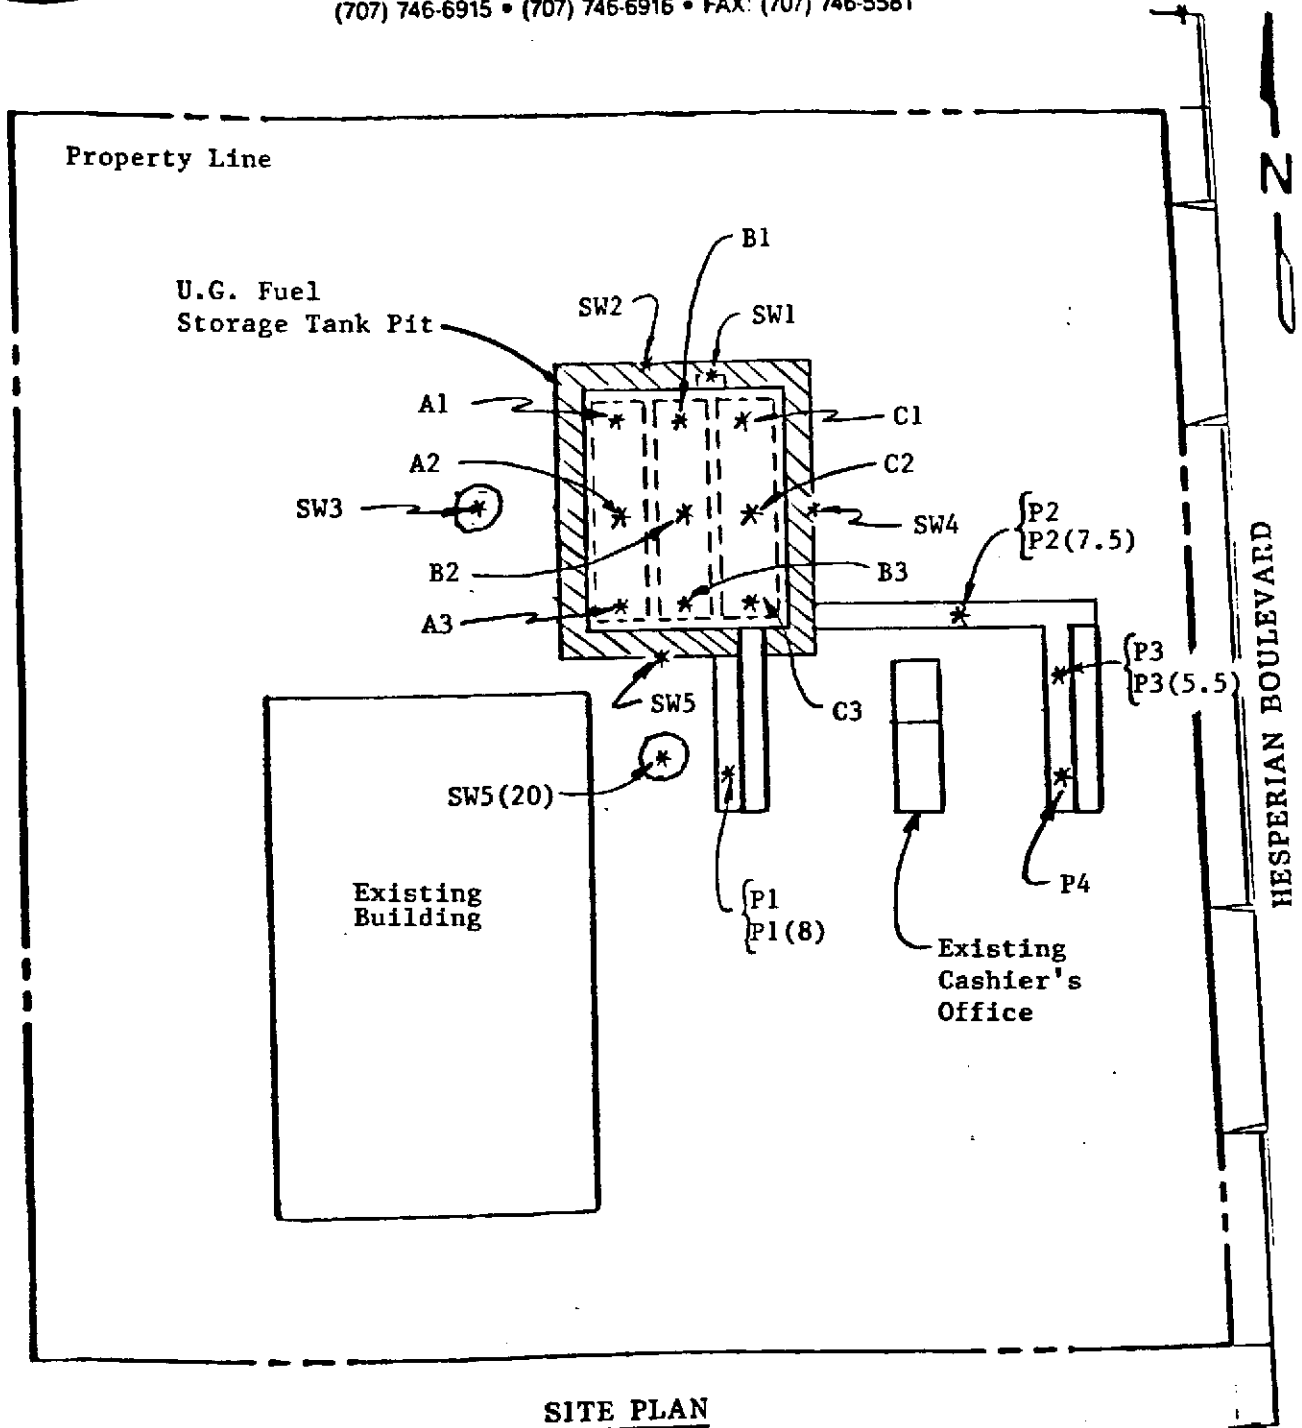 (707) 746-6915 • (707) 746-6916 • FAX: (707) 746-5581
Property Line
N
B1
U.G. Fuel
Storage Tank Pit
SW2
SW1
A1
C1
A2
C2
SW3
SW4
P2
P2(7.5)
B2
B3
A3
P3
P3(5.5)
SW5
C3
SW5(20)
HESPERIAN BOULEVARD
Existing
Building
P4
P1
P1(8)
Existing
Cashier's
Office
SITE PLAN